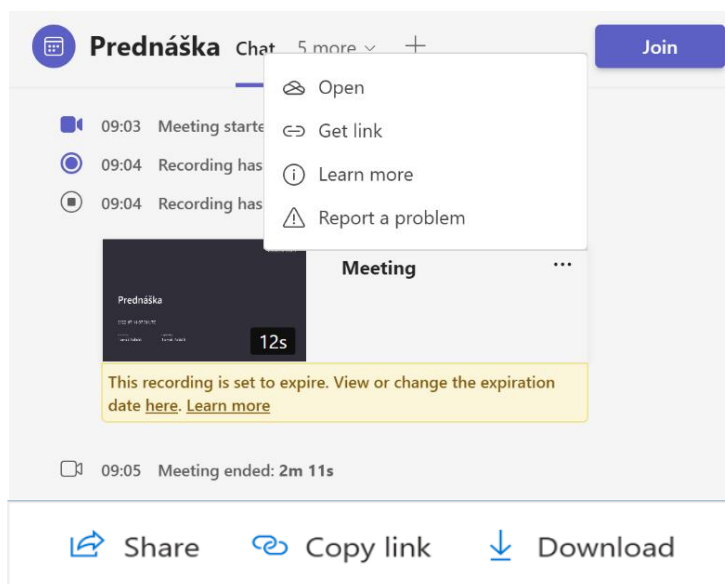 Prednáška Chat 5 more Join
Open
Get link
Learn more
Report a problem
09:03 Meeting starte
09:04 Recording has
09:04 Recording has
Meeting ...
Prednáška
12s
This recording is set to expire. View or change the expiration
date here. Learn more
09:05 Meeting ended: 2m 11s
Share Copy link Download